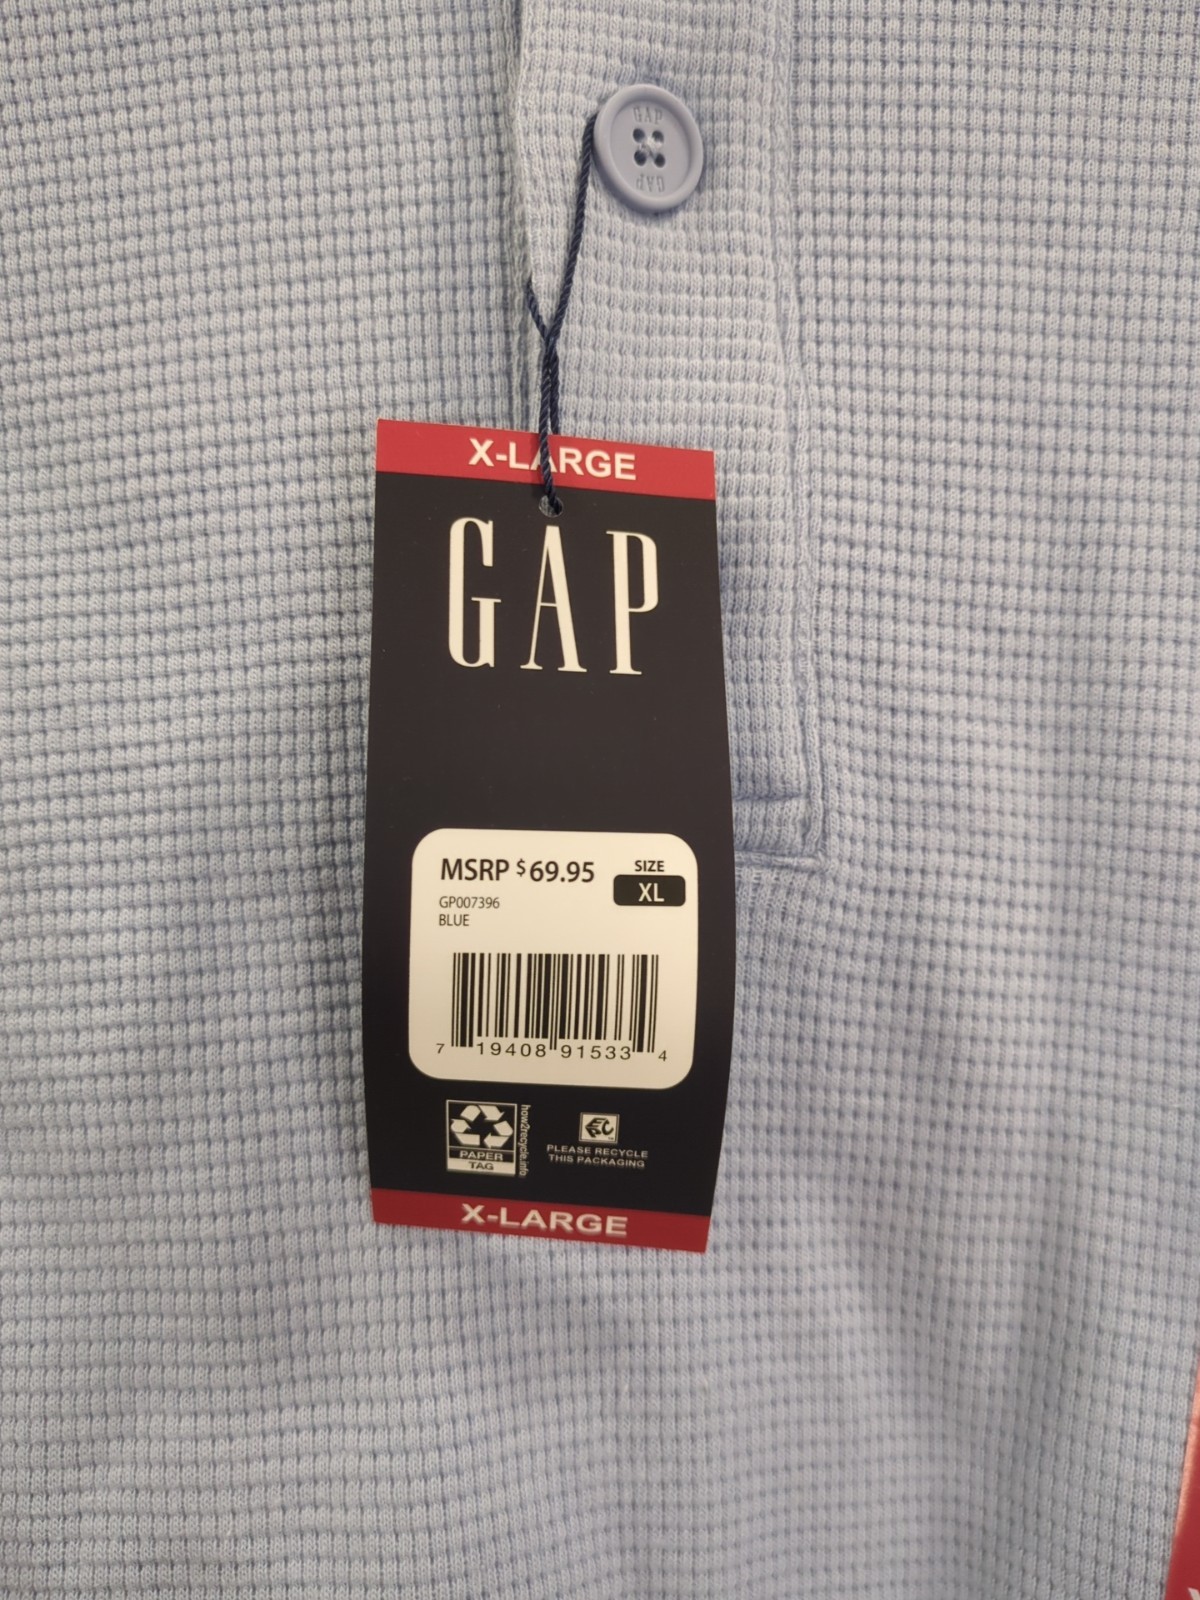 GAP
GAP
X-LARGE
GAP
MSRP $69.95
SIZE
XL
GP007396
BLUE
7 19408 91533 4
PAPER
TAG
how2recycle.info
PLEASE RECYCLE
THIS PACKAGING
X-LARGE